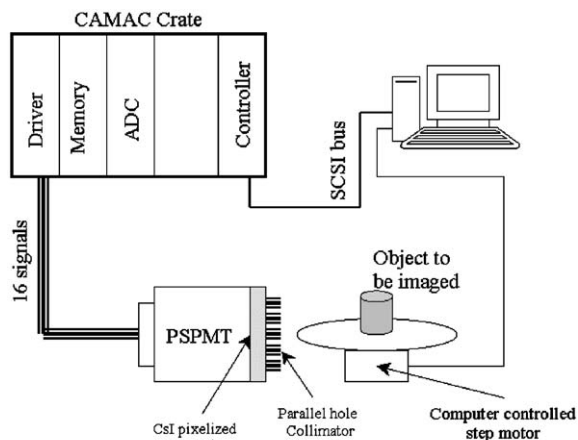 CAMAC Crate
Driver
Memory
ADC
Controller
SCSI bus
16 signals
Object to
be imaged
PSPMT
CsI pixelized
Parallel hole
Collimator
Computer controlled
step motor